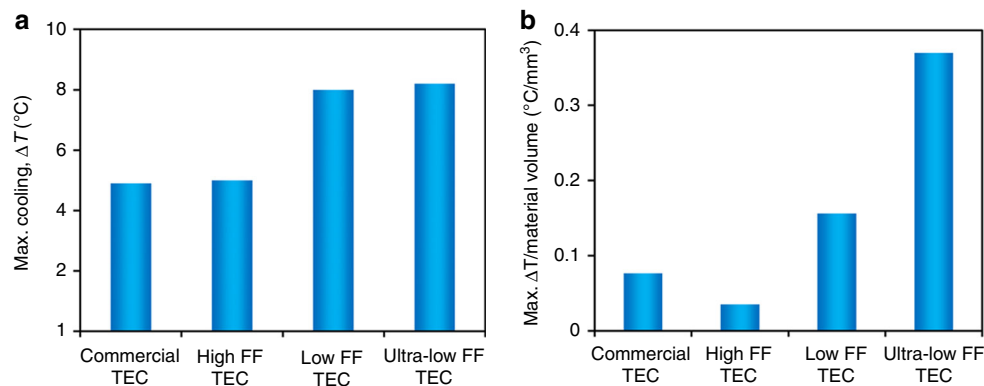 a
Max. cooling, ΔT (°C)
10
8
6
4
2
1
Commercial TEC
High FF TEC
Low FF TEC
Ultra-low FF TEC
b
Max. ΔT/material volume (°C/mm³)
0.4
0.3
0.2
0.1
0
Commercial TEC
High FF TEC
Low FF TEC
Ultra-low FF TEC